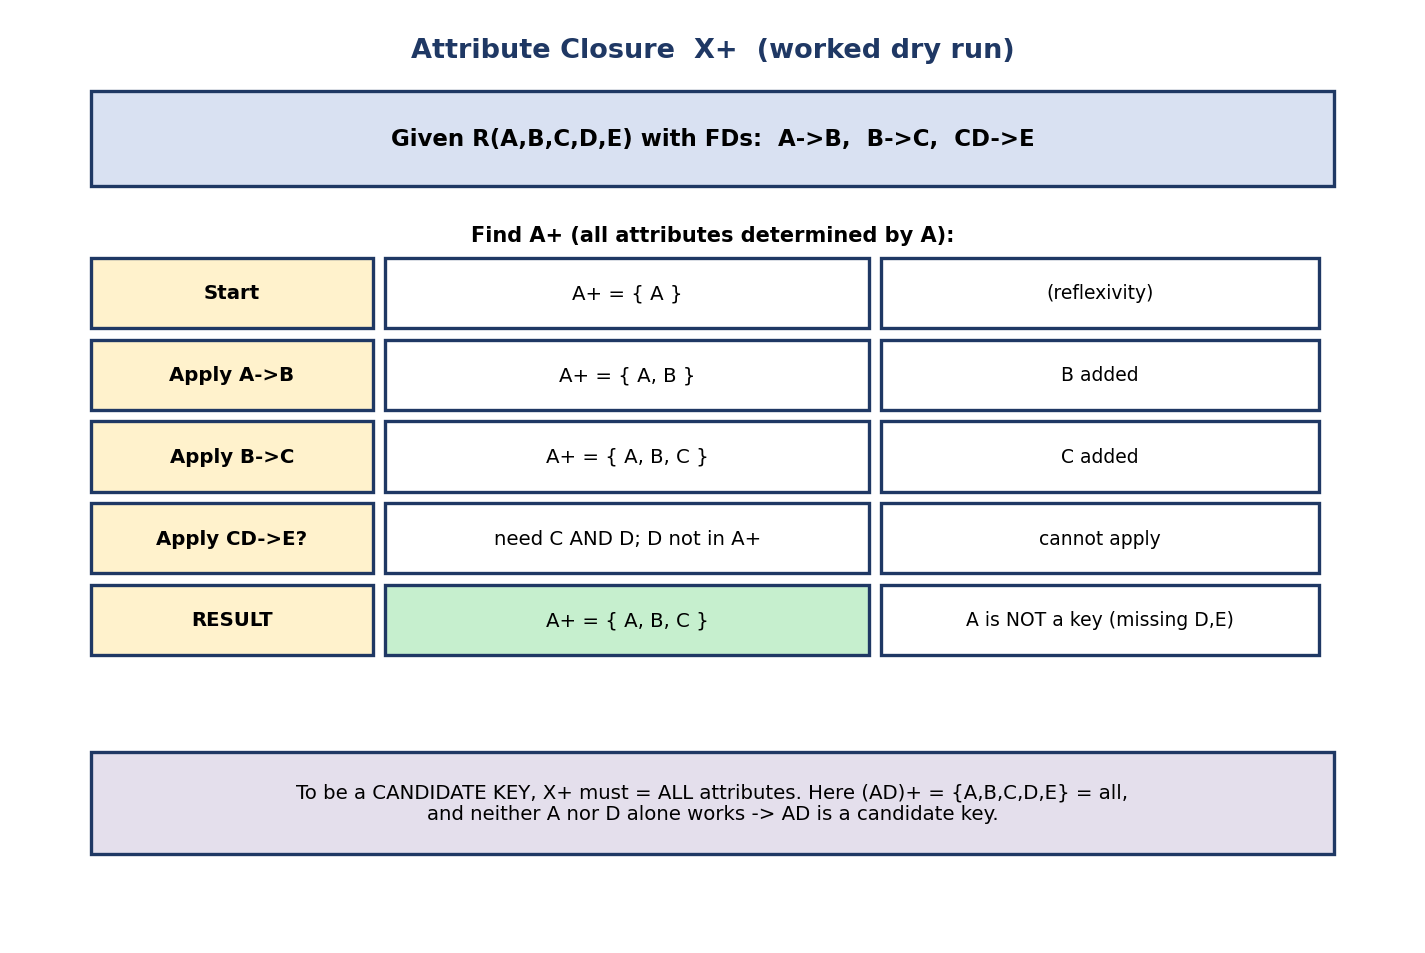 Attribute Closure  X+  (worked dry run)
Given R(A,B,C,D,E) with FDs:  A->B,  B->C,  CD->E
Find A+ (all attributes determined by A):
Start
A+ = { A }
(reflexivity)
Apply A->B
A+ = { A, B }
B added
Apply B->C
A+ = { A, B, C }
C added
Apply CD->E?
need C AND D; D not in A+
cannot apply
RESULT
A+ = { A, B, C }
A is NOT a key (missing D,E)
To be a CANDIDATE KEY, X+ must = ALL attributes. Here (AD)+ = {A,B,C,D,E} = all,
and neither A nor D alone works -> AD is a candidate key.